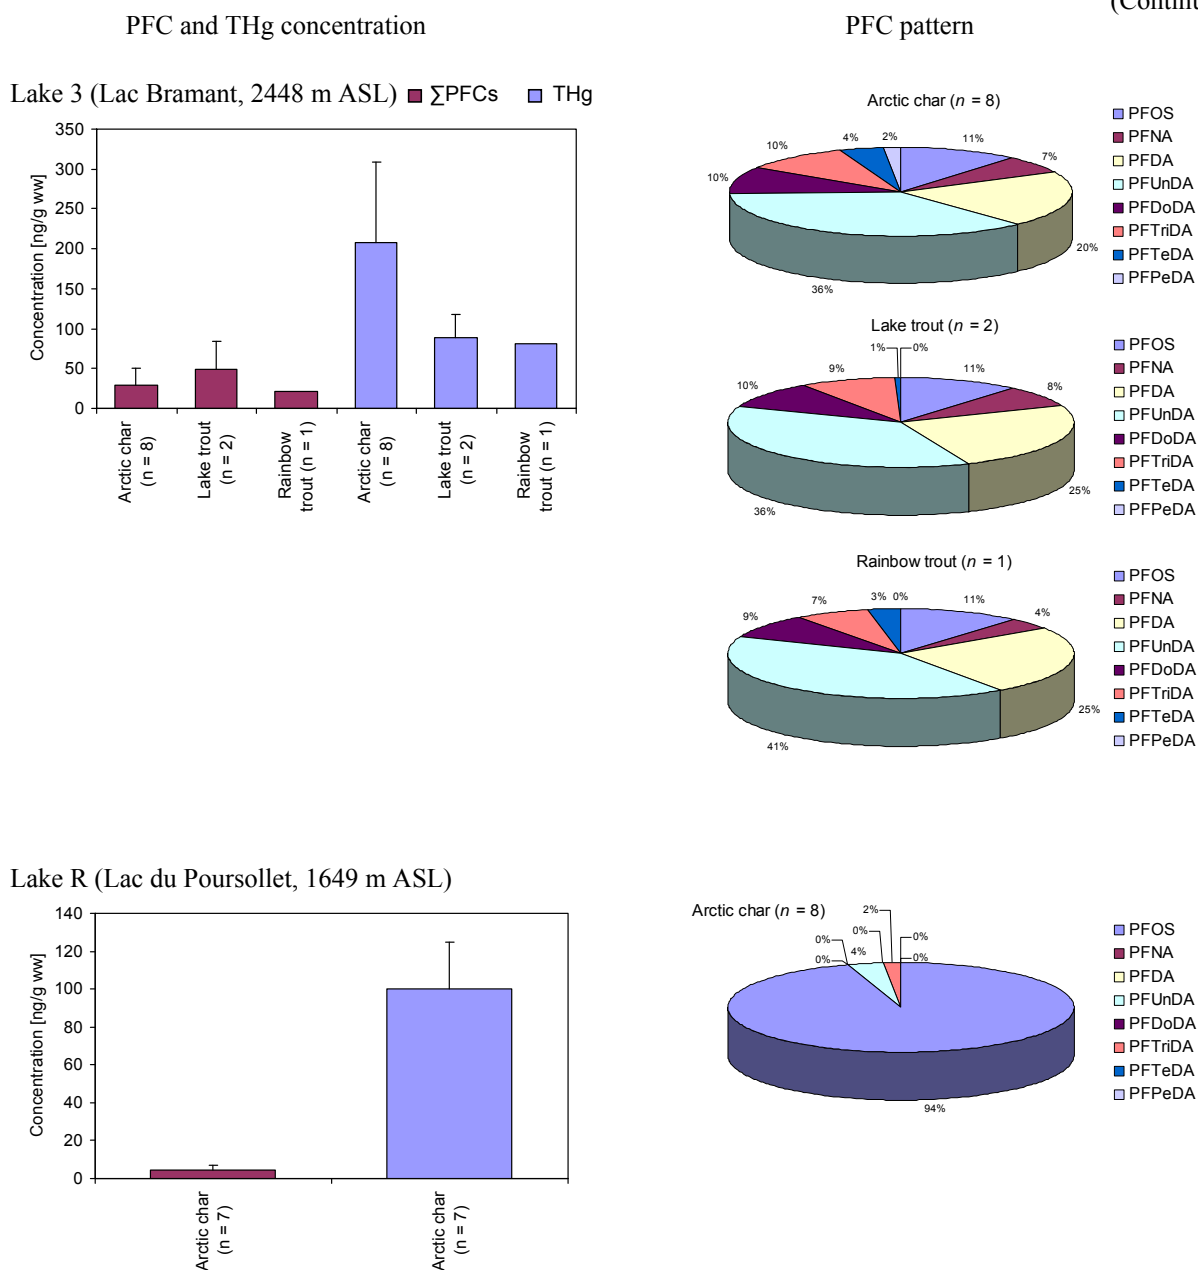 (Contin
PFC and THg concentration
PFC pattern
Lake 3 (Lac Bramant, 2448 m ASL)
∑PFCs
THg
350
300
250
200
150
100
50
0
Concentration [ng/g ww]
Arctic char
(n = 8)
Lake trout
(n = 2)
Rainbow
trout (n = 1)
Arctic char
(n = 8)
Lake trout
(n = 2)
Rainbow
trout (n = 1)
Arctic char (n = 8)
10%
4%
2%
11%
7%
10%
20%
36%
PFOS
PFNA
PFDA
PFUnDA
PFDoDA
PFTriDA
PFTeDA
PFPeDA
Lake trout (n = 2)
1%
0%
9%
11%
10%
8%
25%
36%
PFOS
PFNA
PFDA
PFUnDA
PFDoDA
PFTriDA
PFTeDA
PFPeDA
Rainbow trout (n = 1)
7%
3%
0%
11%
9%
4%
25%
41%
PFOS
PFNA
PFDA
PFUnDA
PFDoDA
PFTriDA
PFTeDA
PFPeDA
Lake R (Lac du Poursollet, 1649 m ASL)
140
120
100
80
60
40
20
0
Concentration [ng/g ww]
Arctic char
(n = 7)
Arctic char
(n = 7)
Arctic char (n = 8)
2%
0%
0%
0%
4%
0%
0%
94%
PFOS
PFNA
PFDA
PFUnDA
PFDoDA
PFTriDA
PFTeDA
PFPeDA